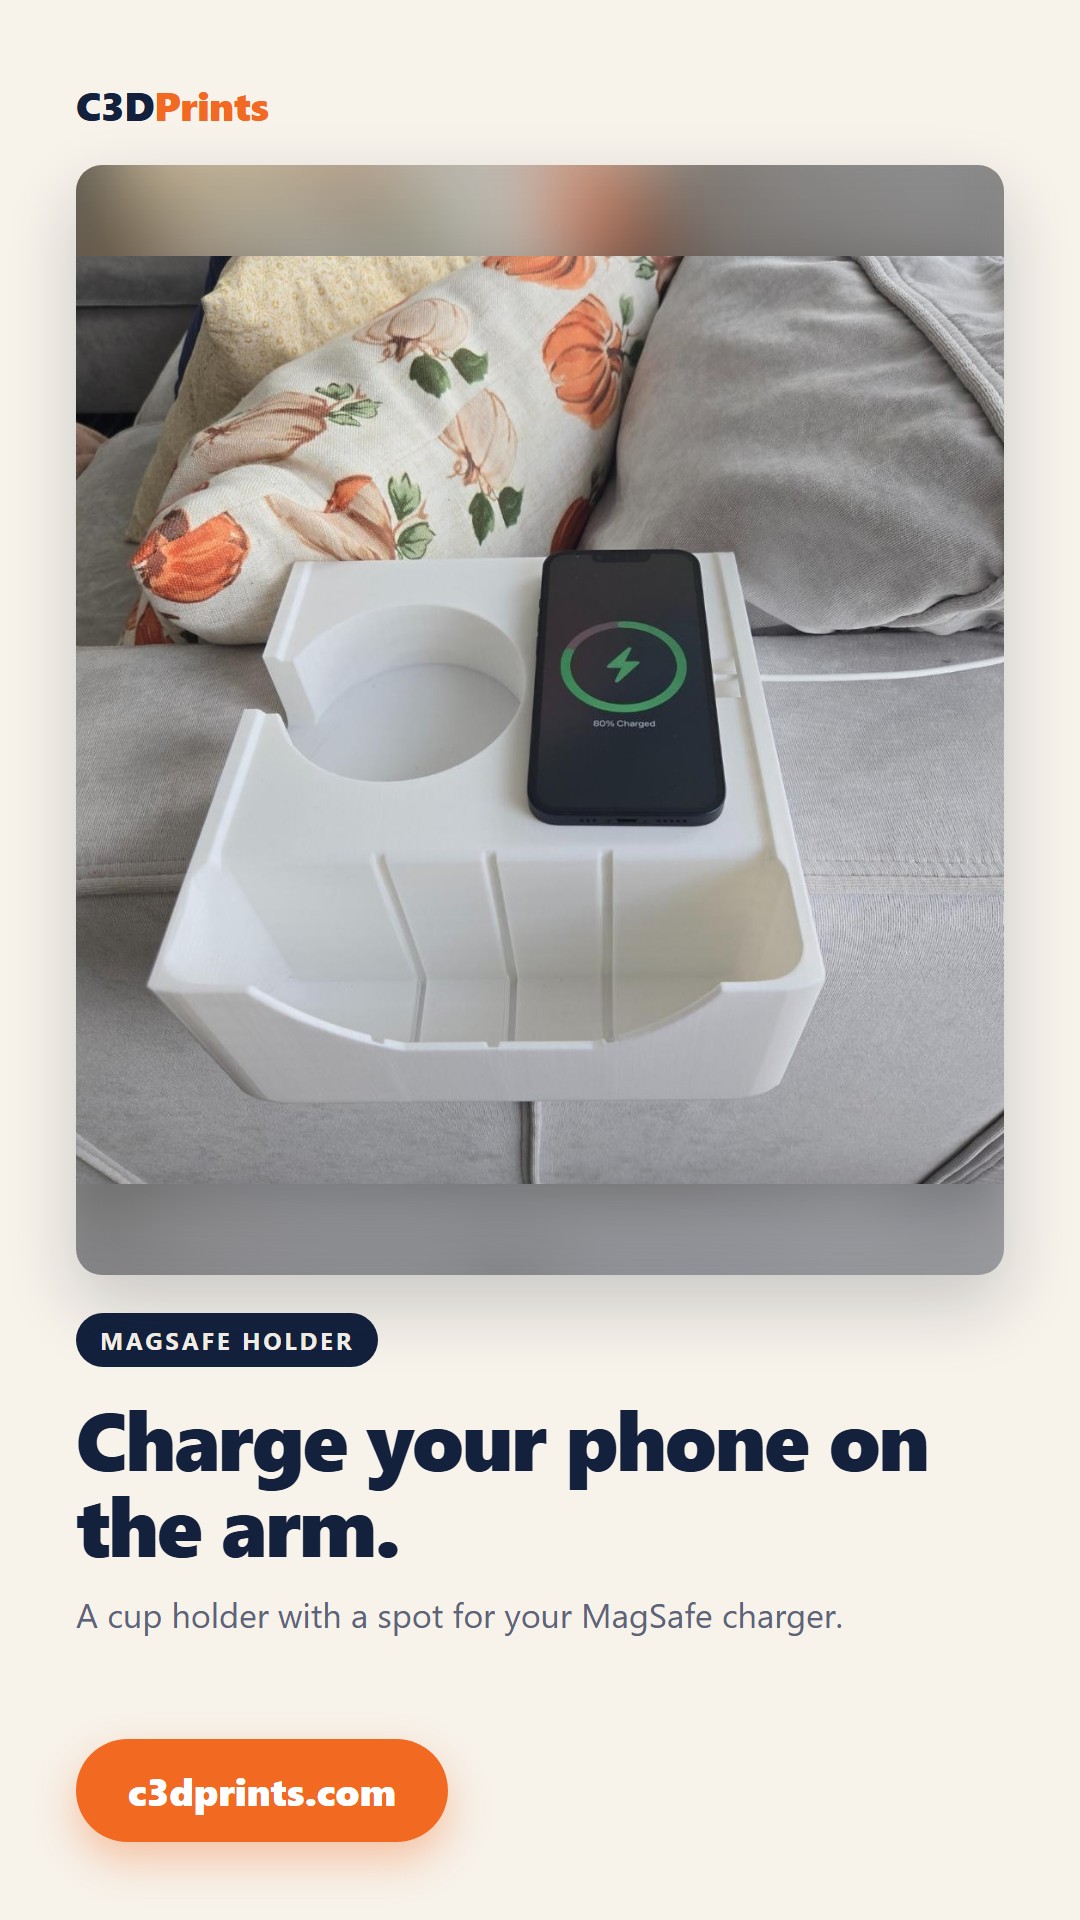 C3DPrints
80% Charged
MAGSAFE HOLDER
Charge your phone on
the arm.
A cup holder with a spot for your MagSafe charger.
c3dprints.com